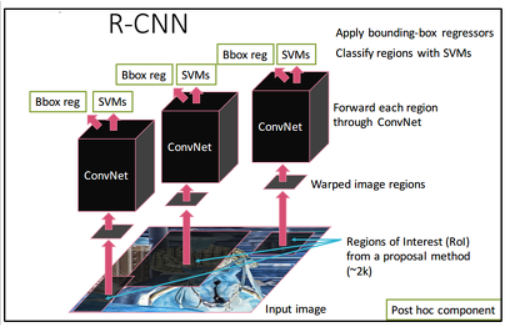 R-CNN
Apply bounding-box regressors
Classify regions with SVMs
Bbox reg SVMs
Bbox reg SVMs
Bbox reg SVMs
Forward each region
through ConvNet
ConvNet
ConvNet
ConvNet
Warped image regions
Regions of Interest (RoI)
from a proposal method
(~2k)
Input image
Post hoc component